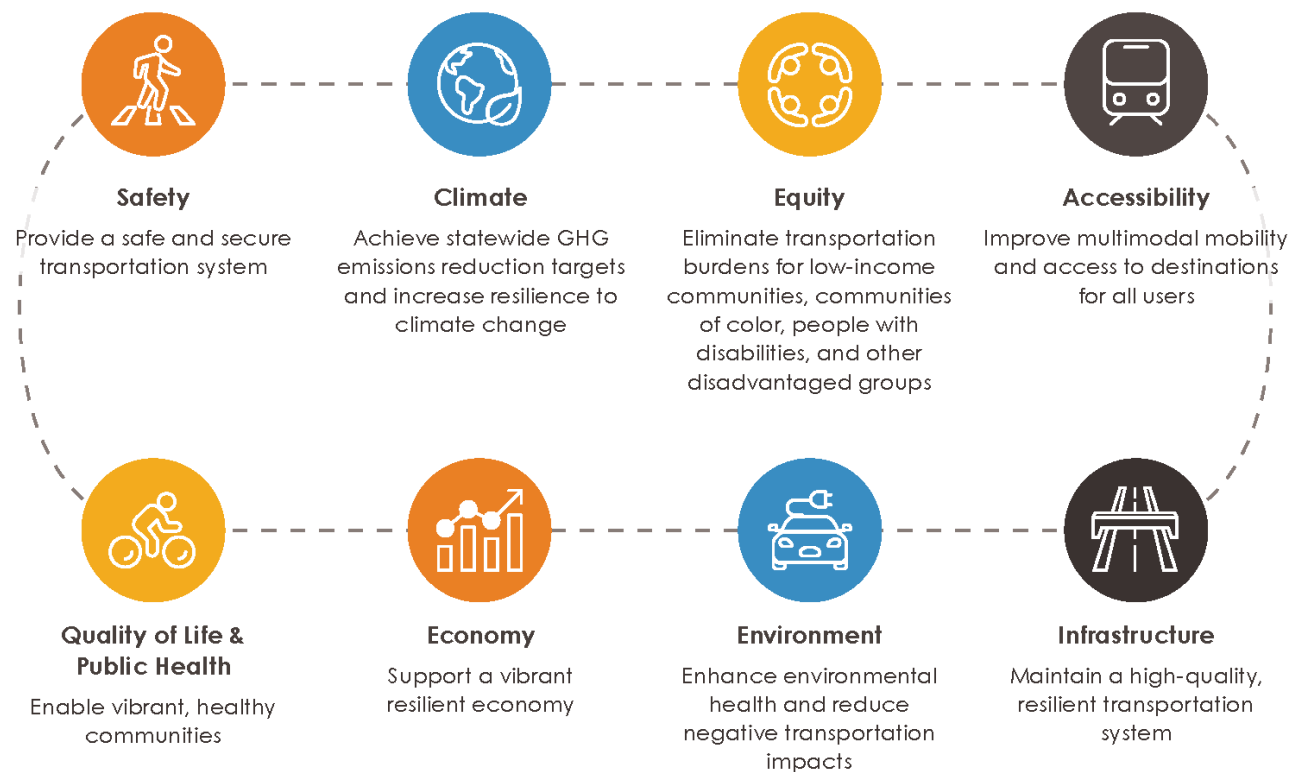 Safety
Provide a safe and secure
transportation system
Climate
Achieve statewide GHG
emissions reduction targets
and increase resilience to
climate change
Equity
Eliminate transportation
burdens for low-income
communities, communities
of color, people with
disabilities, and other
disadvantaged groups
Accessibility
Improve multimodal mobility
and access to destinations
for all users
Quality of Life &
Public Health
Enable vibrant, healthy
communities
Economy
Support a vibrant
resilient economy
Environment
Enhance environmental
health and reduce
negative transportation
impacts
Infrastructure
Maintain a high-quality,
resilient transportation
system